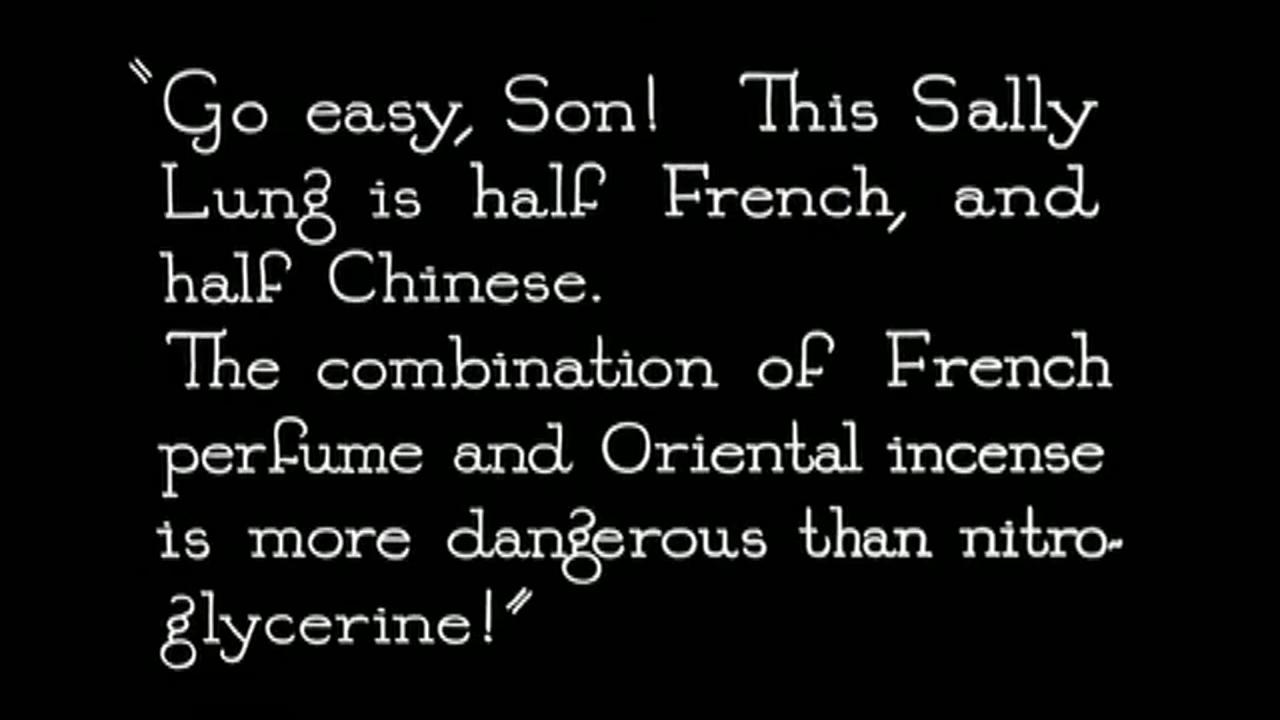 "Go easy, Son! This Sally
Lung is half French, and
half Chinese.
The combination of French
perfume and Oriental incense
is more dangerous than nitro-
glycerine!"